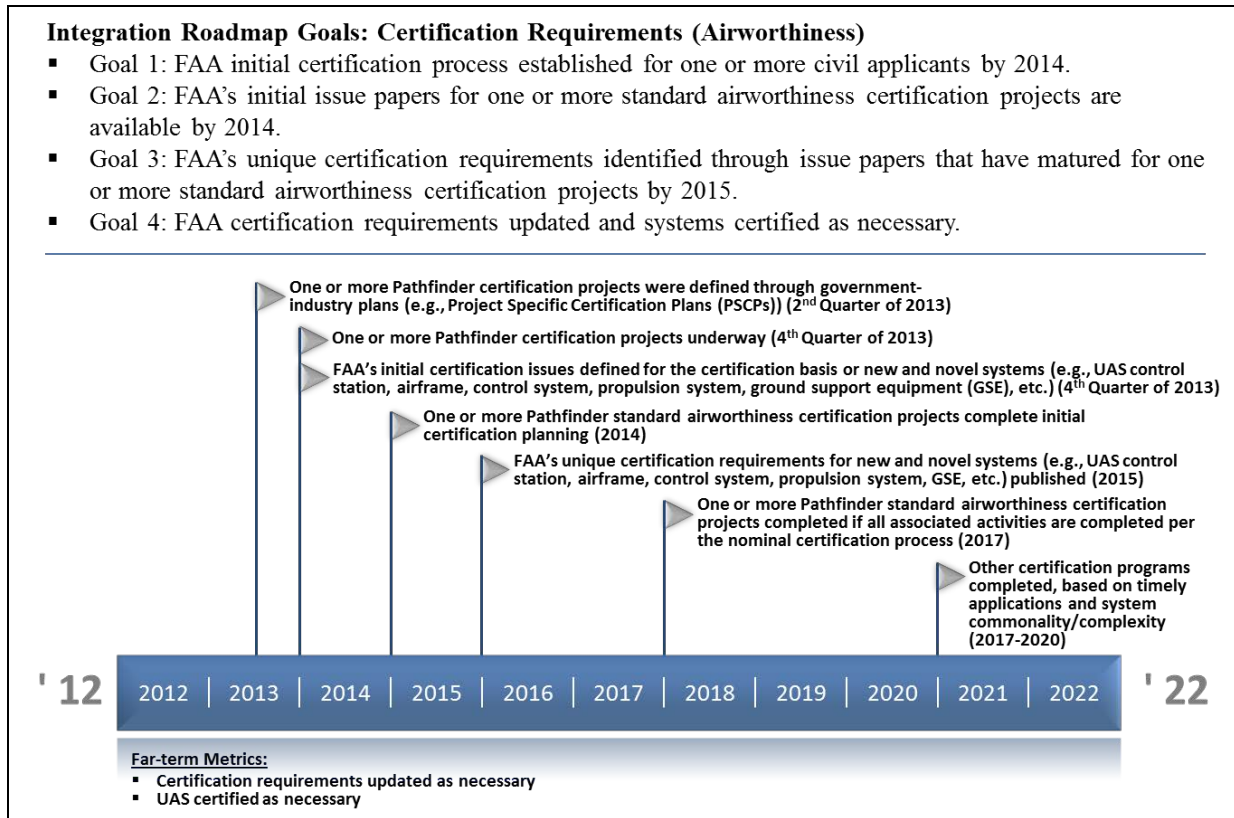 Integration Roadmap Goals: Certification Requirements (Airworthiness)
▪ Goal 1: FAA initial certification process established for one or more civil applicants by 2014.
▪ Goal 2: FAA’s initial issue papers for one or more standard airworthiness certification projects are
available by 2014.
▪ Goal 3: FAA’s unique certification requirements identified through issue papers that have matured for one
or more standard airworthiness certification projects by 2015.
▪ Goal 4: FAA certification requirements updated and systems certified as necessary.
One or more Pathfinder certification projects were defined through government-
industry plans (e.g., Project Specific Certification Plans (PSCPs)) (2nd Quarter of 2013)
One or more Pathfinder certification projects underway (4th Quarter of 2013)
FAA’s initial certification issues defined for the certification basis or new and novel systems (e.g., UAS control
station, airframe, control system, propulsion system, ground support equipment (GSE), etc.) (4th Quarter of 2013)
One or more Pathfinder standard airworthiness certification projects complete initial
certification planning (2014)
FAA’s unique certification requirements for new and novel systems (e.g., UAS control
station, airframe, control system, propulsion system, GSE, etc.) published (2015)
One or more Pathfinder standard airworthiness certification
projects completed if all associated activities are completed per
the nominal certification process (2017)
Other certification programs
completed, based on timely
applications and system
commonality/complexity
(2017-2020)
' 12 2012 | 2013 | 2014 | 2015 | 2016 | 2017 | 2018 | 2019 | 2020 | 2021 | 2022 ' 22
Far-term Metrics:
▪ Certification requirements updated as necessary
▪ UAS certified as necessary